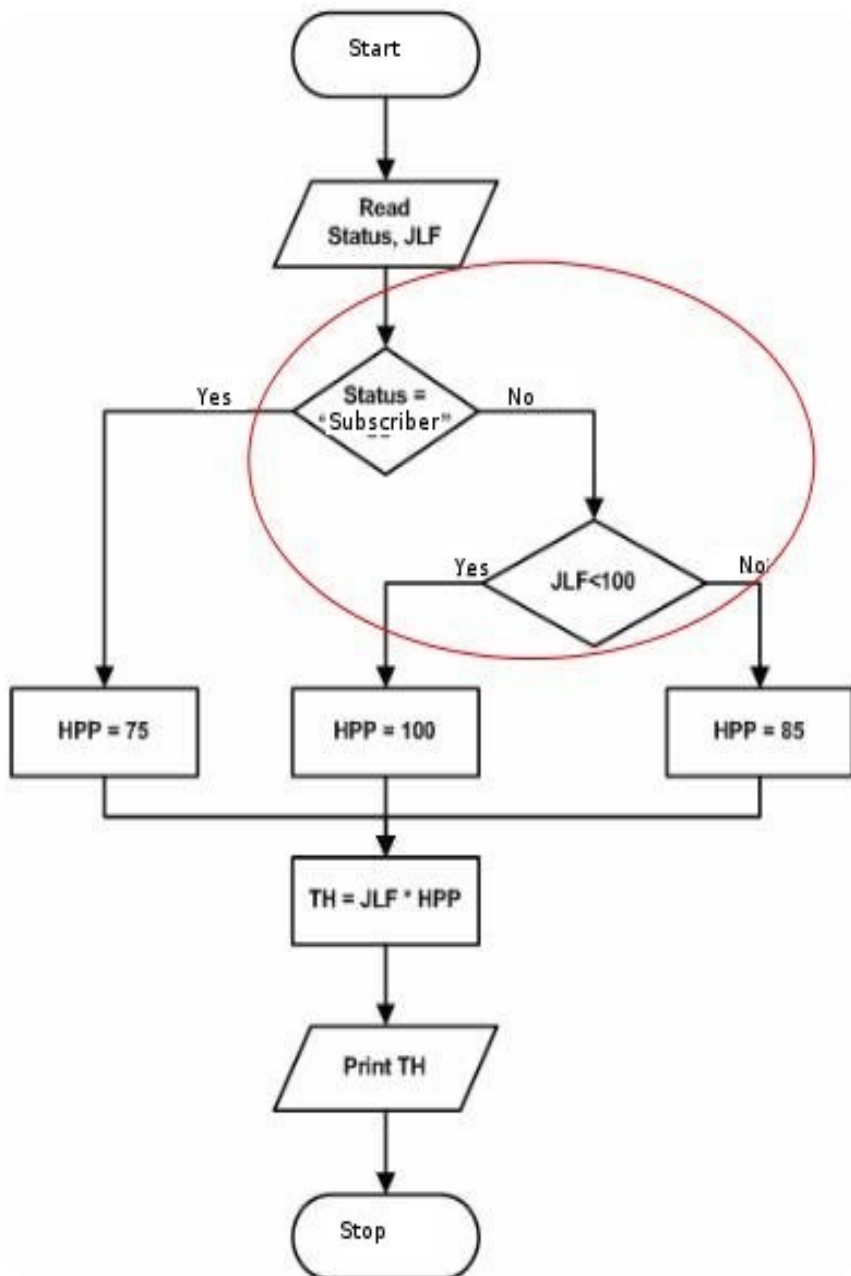 Start
Read
Status, JLF
Yes
Status =
“Subscriber”
No
Yes
JLF<100
No
HPP = 75
HPP = 100
HPP = 85
TH = JLF * HPP
Print TH
Stop